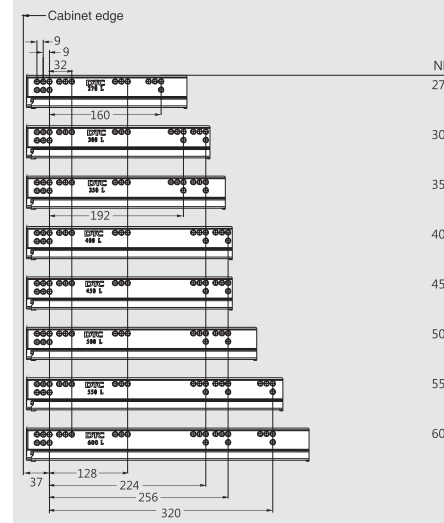 Cabinet edge
9
9
32
NL
DTC
270 L
27
160
DTC
300 L
30
DTC
350 L
35
192
DTC
400 L
40
DTC
450 L
45
DTC
500 L
50
DTC
550 L
55
DTC
600 L
60
128
37
224
256
320